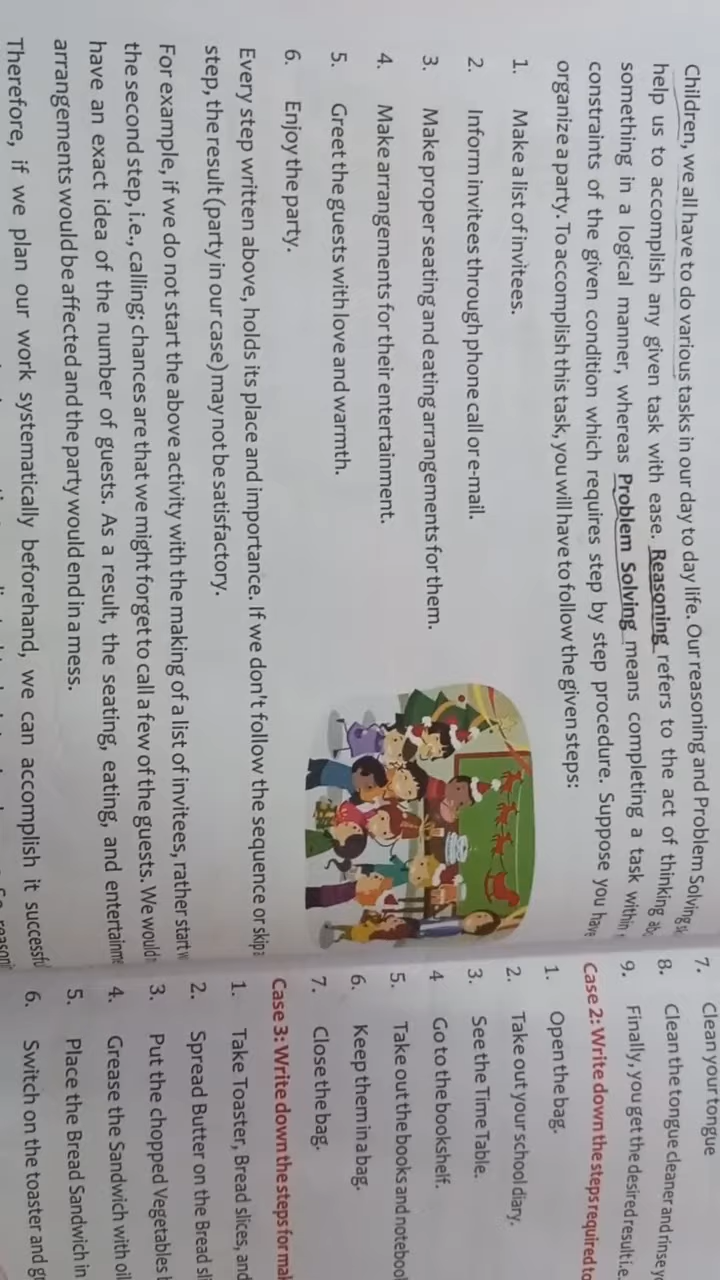 Children, we all have to do various tasks in our day to day life. Our reasoning and Problem Solving
help us to accomplish any given task with ease. Reasoning refers to the act of thinking
something in a logical manner, whereas Problem Solving means completing a task within
constraints of the given condition which requires step by step procedure. Suppose you have
organize a party. To accomplish this task, you will have to follow the given steps:
1. Make a list of invitees.
2. Inform invitees through phone call or e-mail.
3. Make proper seating and eating arrangements for them.
4. Make arrangements for their entertainment.
5. Greet the guests with love and warmth.
6. Enjoy the party.
Every step written above, holds its place and importance. If we don't follow the sequence or skip
step, the result (party in our case) may not be satisfactory.
For example, if we do not start the above activity with the making of a list of invitees, rather start
the second step, i.e., calling; chances are that we might forget to call a few of the guests. We would
have an exact idea of the number of guests. As a result, the seating, eating, and
arrangements would be affected and the party would end in a mess.
Therefore, if we plan our work systematically beforehand, we can accomplish it
7. Clean your tongue
8. Clean the tongue cleaner and rinse
9. Finally, you get the desired result i.e.
Case 2: Write down the steps required to
1. Open the bag.
2. Take out your school diary.
3. See the Time Table.
4 Go to the bookshelf.
5. Take out the books and
6. Keep them in a bag.
7. Close the bag.
Case 3: Write down the steps for
1. Take Toaster, Bread slices, and
2. Spread Butter on the Bread
3. Put the chopped Vegetables
4. Grease the Sandwich with oil
5. Place the Bread Sandwich in
6. Switch on the toaster and